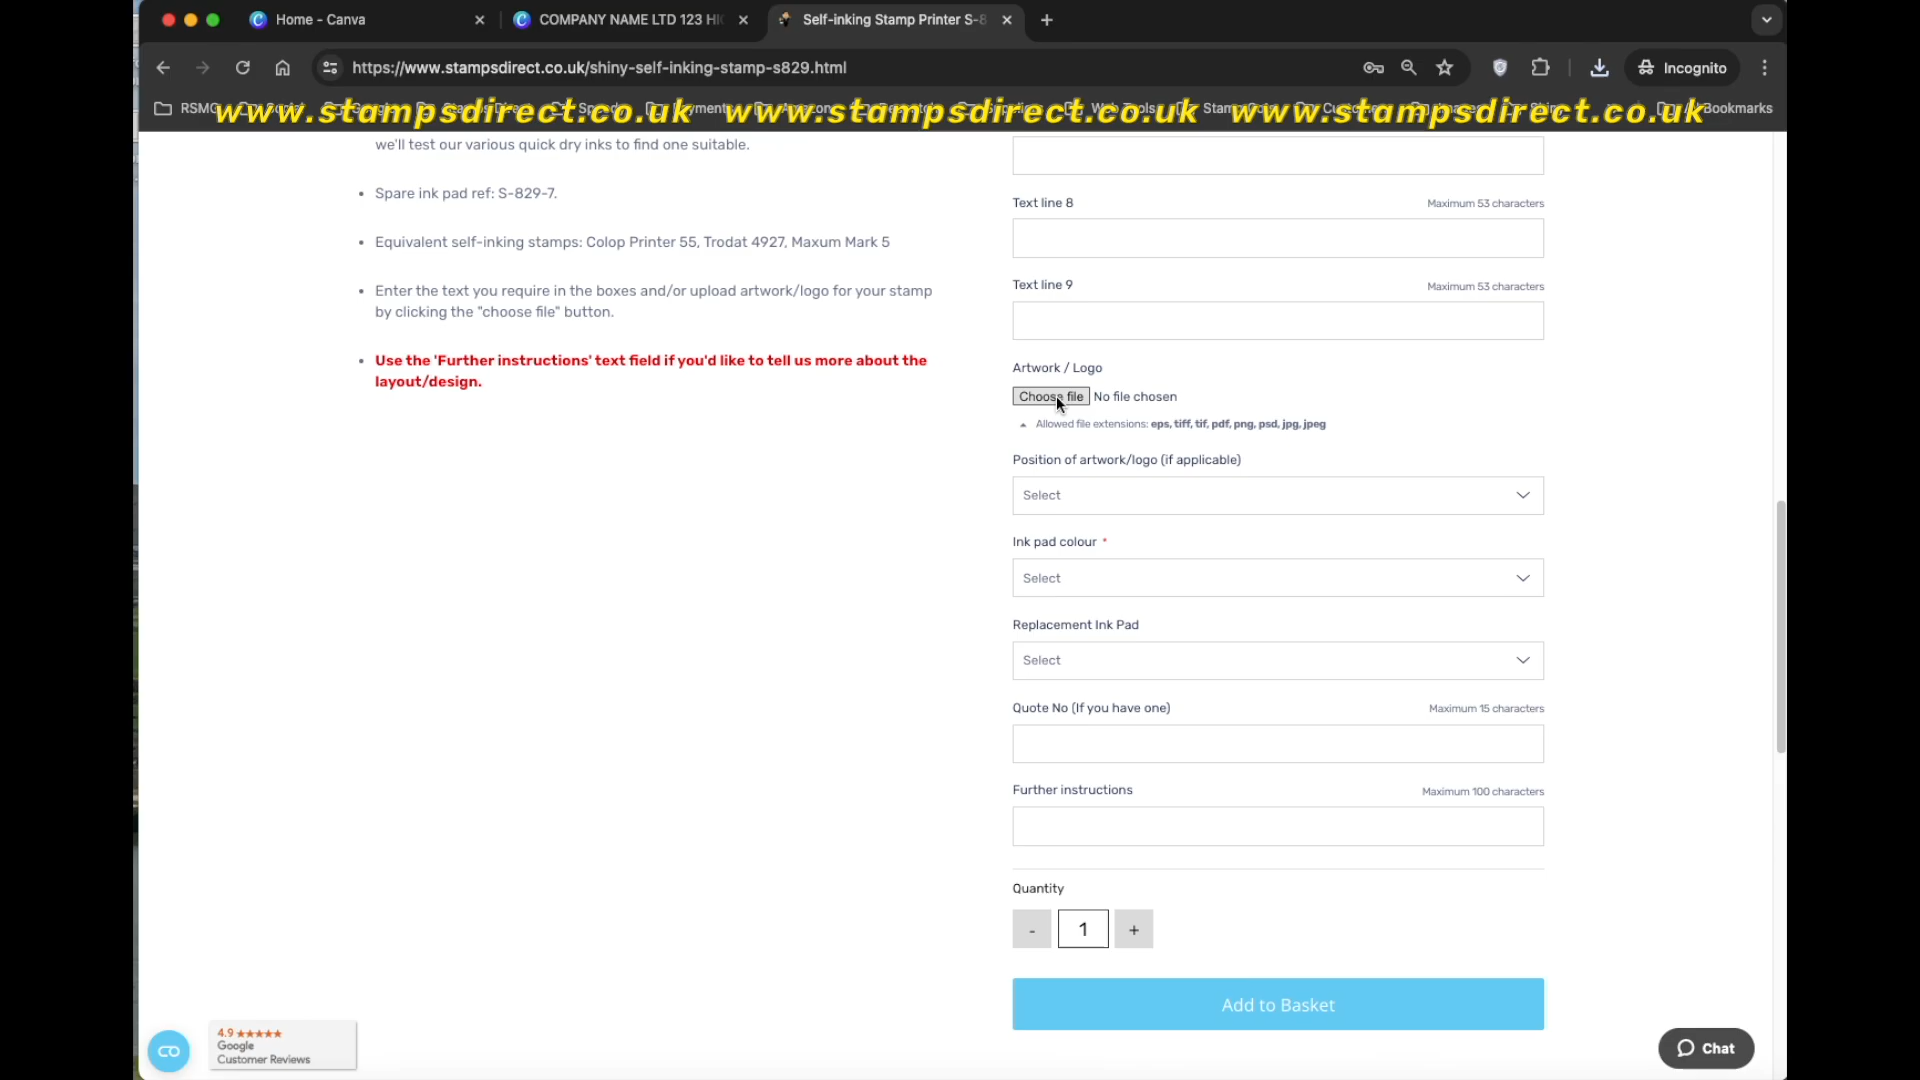 Home - Canva
COMPANY NAME LTD 123 HI
Self-inking Stamp Printer S-8
https://www.stampsdirect.co.uk/shiny-self-inking-stamp-s829.html
Incognito
RSMG
www.stampsdirect.co.uk www.stampsdirect.co.uk www.stampsdirect.co.uk
Bookmarks
we'll test our various quick dry inks to find one suitable.
Spare ink pad ref: S-829-7.
Equivalent self-inking stamps: Colop Printer 55, Trodat 4927, Maxum Mark 5
Enter the text you require in the boxes and/or upload artwork/logo for your stamp
by clicking the "choose file" button.
Use the 'Further instructions' text field if you'd like to tell us more about the
layout/design.
Text line 8
Maximum 53 characters
Text line 9
Maximum 53 characters
Artwork / Logo
Choose file No file chosen
Allowed file extensions: eps, tiff, tif, pdf, png, psd, jpg, jpeg
Position of artwork/logo (if applicable)
Select
Ink pad colour *
Select
Replacement Ink Pad
Select
Quote No (If you have one)
Maximum 15 characters
Further instructions
Maximum 100 characters
Quantity
- 1 +
Add to Basket
4.9 ★★★★★
Google
Customer Reviews
Chat